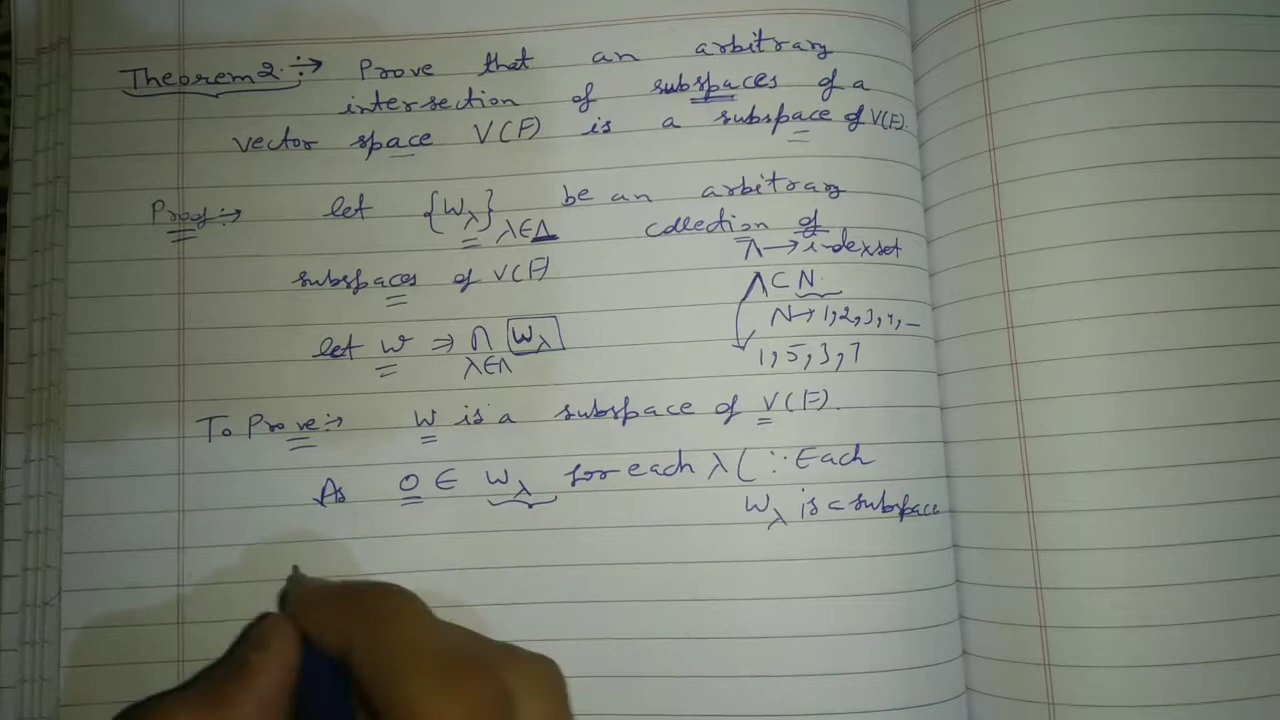 Theorem 2 :→ Prove that an arbitrary
intersection of subspaces of a
vector space V(F) is a subspace of V(F).
Proof :→ let {Wλ} λ∈Λ be an arbitrary
collection of
subspaces of V(F)
λ → index set
Λ ⊂ N
N → 1, 2, 3, 4, —
1, 5, 3, 7
let W ⇒ ∩ λ∈Λ Wλ
To Prove :→ W is a subspace of V(F).
As 0 ∈ Wλ for each λ ( ∵ Each
Wλ is a subspace